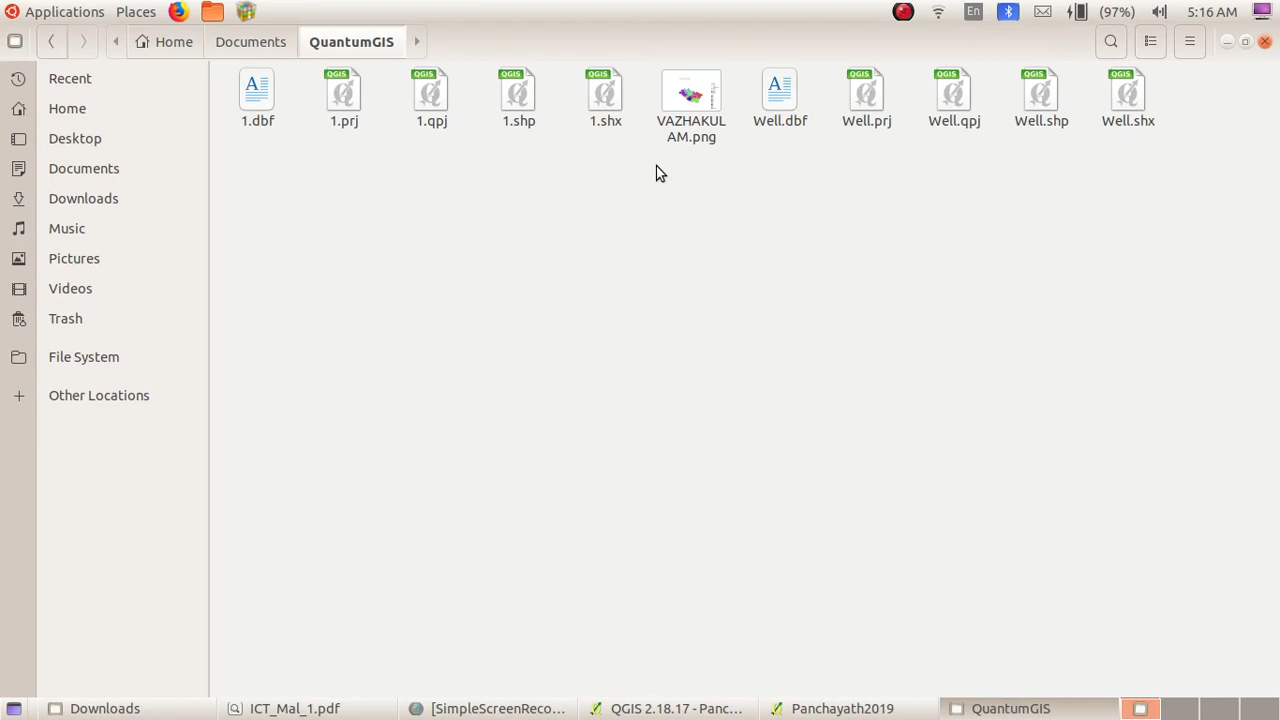 Applications Places En (97%) 5:16 AM
Home Documents QuantumGIS
Recent
Home
Desktop
Documents
Downloads
Music
Pictures
Videos
Trash
File System
Other Locations
QGIS QGIS QGIS QGIS QGIS QGIS QGIS QGIS
1.dbf 1.prj 1.qpj 1.shp 1.shx VAZHAKUL Well.dbf Well.prj Well.qpj Well.shp Well.shx
AM.png
Downloads ICT_Mal_1.pdf [SimpleScreenReco... QGIS 2.18.17 - Panc... Panchayath2019 QuantumGIS